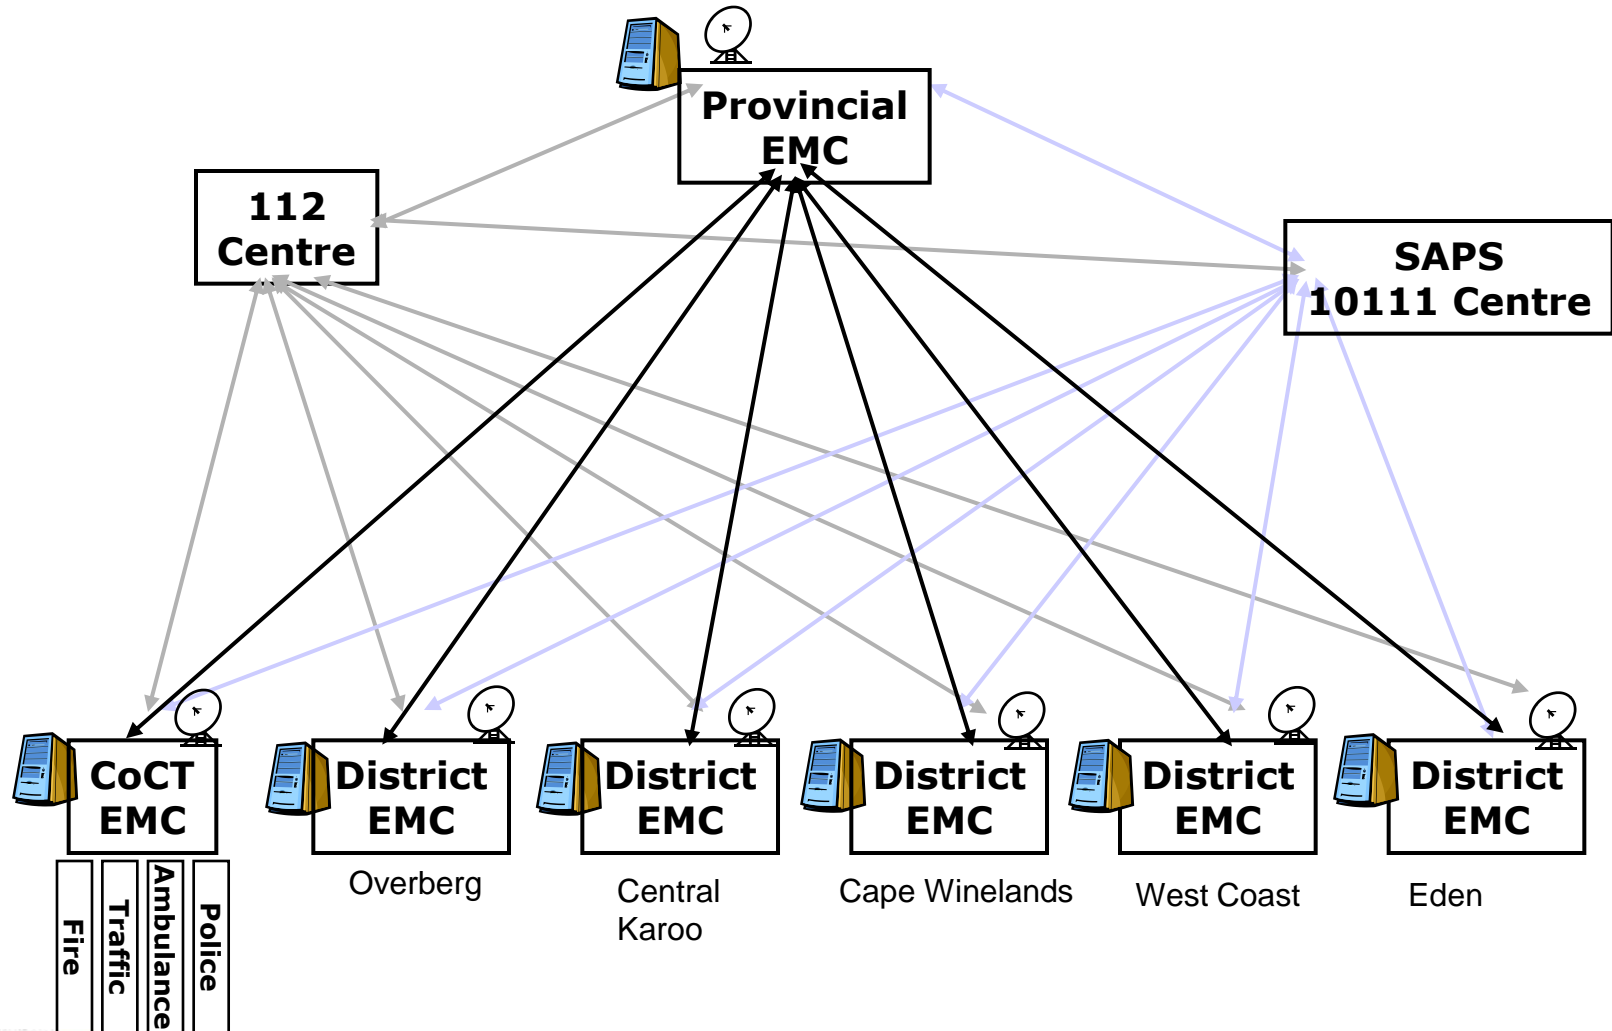 Provincial
EMC
112
Centre
SAPS
10111 Centre
CoCT
EMC
District
EMC
District
EMC
District
EMC
District
EMC
District
EMC
Overberg
Central
Karoo
Cape Winelands
West Coast
Eden
Fire
Traffic
Ambulance
Police